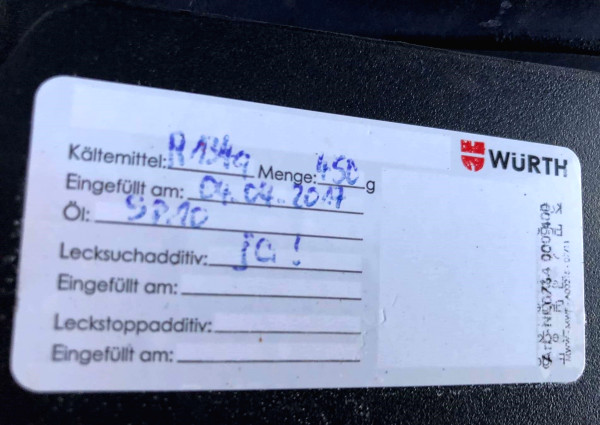 WÜRTH
Kältemittel: R134a Menge: 450 g
Eingefüllt am: 04.04.2017
Öl: SP10
Lecksuchadditiv: ja!
Eingefüllt am:
Leckstoppadditiv:
Eingefüllt am: